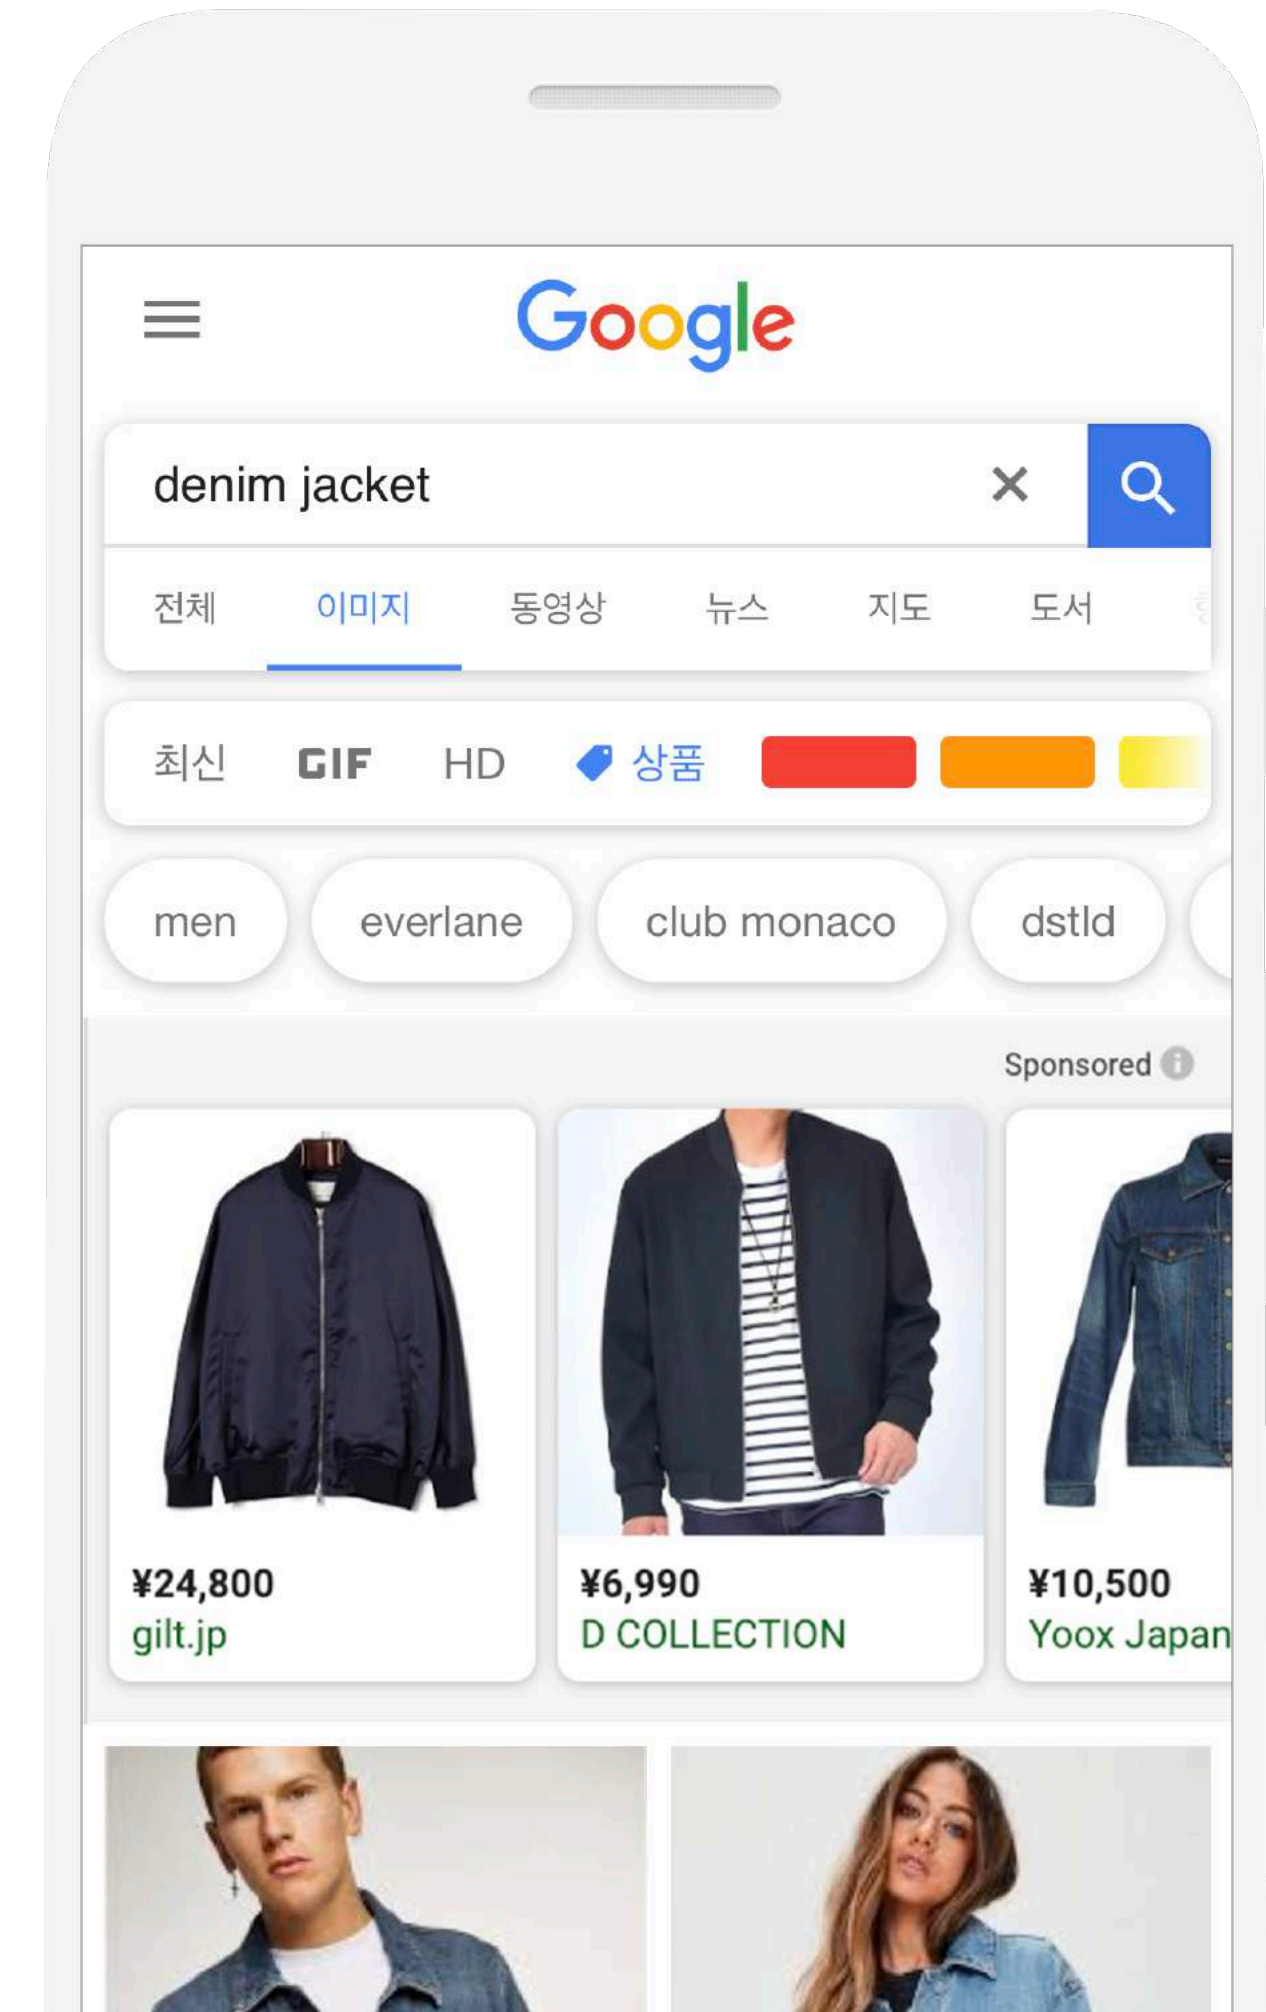 Google
denim jacket
전체 이미지 동영상 뉴스 지도 도서
최신 GIF HD 상품
men everlane club monaco dstld
Sponsored
¥24,800 ¥6,990 ¥10,500
gilt.jp D COLLECTION Yoox Japan